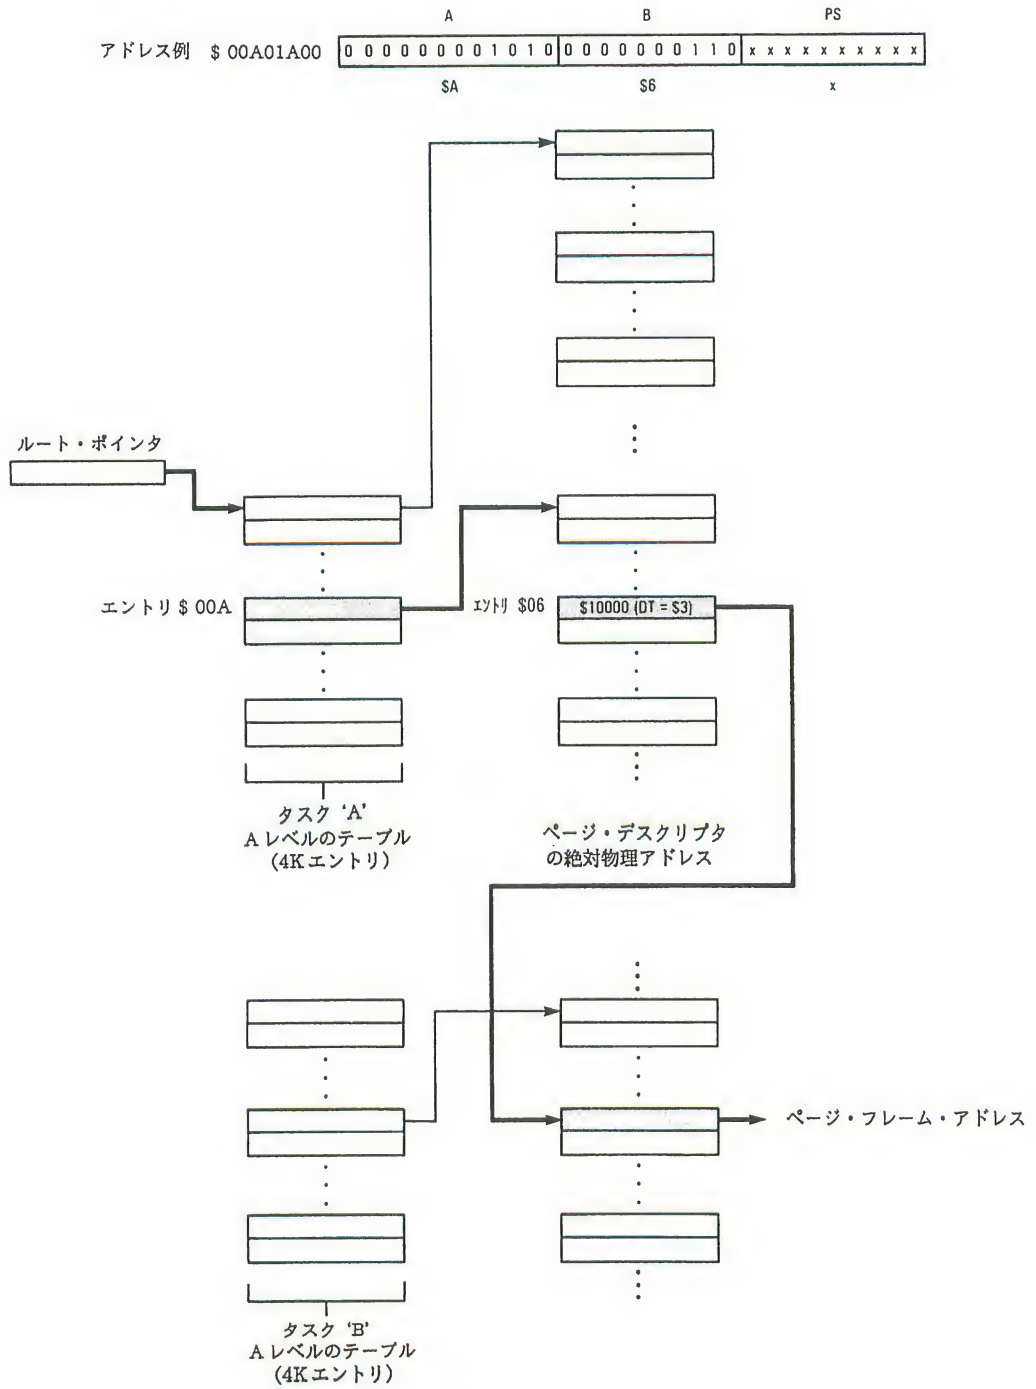 A B PS
アドレス例 $ 00A01A00 0 0 0 0 0 0 0 0 1 0 1 0 0 0 0 0 0 0 0 1 1 0 x x x x x x x x x x
$A $6 x
ルート・ポインタ
エントリ $ 00A エントリ $06 $10000 (DT = $3)
タスク ‘A’
A レベルのテーブル
(4K エントリ)
ページ・デスクリプタ
の絶対物理アドレス
ページ・フレーム・アドレス
タスク ‘B’
A レベルのテーブル
(4K エントリ)